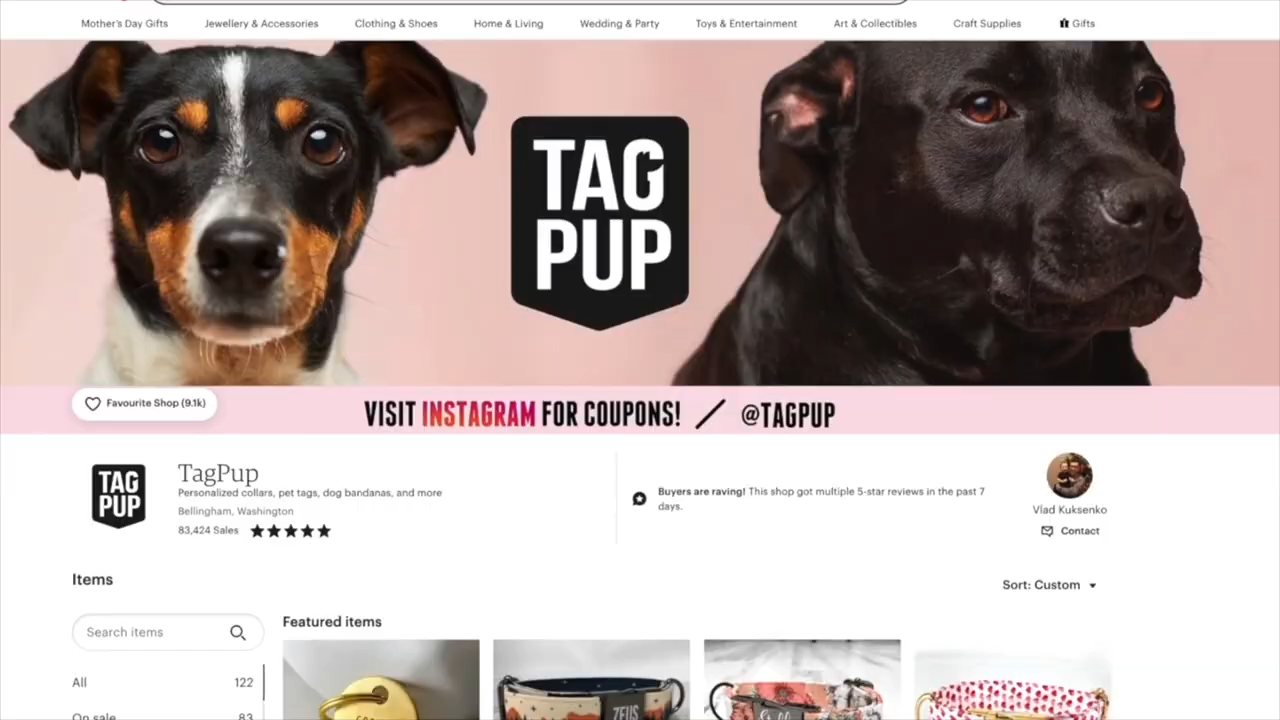 Mother's Day Gifts
Jewellery & Accessories
Clothing & Shoes
Home & Living
Wedding & Party
Toys & Entertainment
Art & Collectibles
Craft Supplies
Gifts
TAG
PUP
Favourite Shop (9.1k)
VISIT INSTAGRAM FOR COUPONS! / @TAGPUP
TAG
PUP
TagPup
Personalized collars, pet tags, dog bandanas, and more
Bellingham, Washington
83,424 Sales
Buyers are raving! This shop got multiple 5-star reviews in the past 7
days.
Vlad Kuksenko
Contact
Items
Sort: Custom
Search items
Featured items
All 122
On sale 83
ZEUS